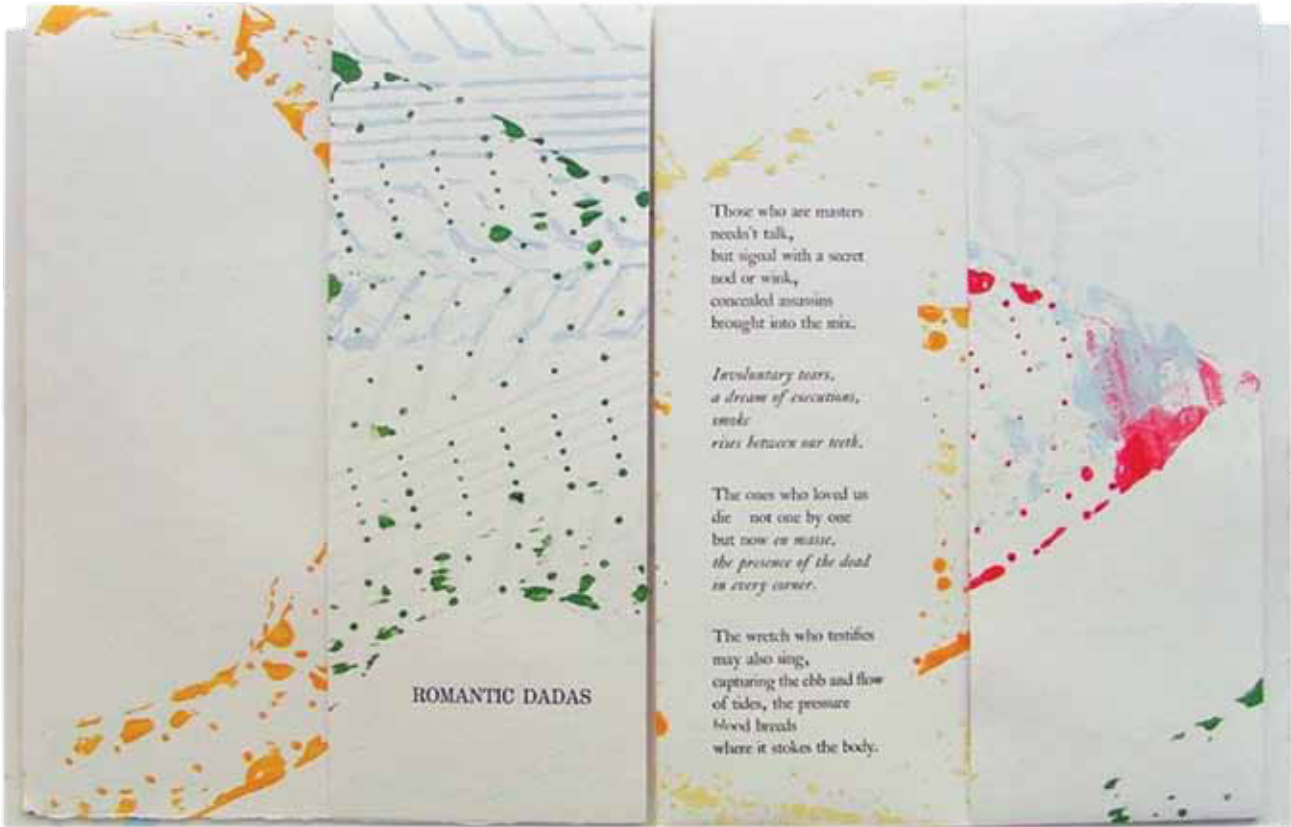 ROMANTIC DADAS
Those who are masters
needn't talk,
but signal with a secret
nod or wink,
concealed assassins
brought into the mix.
Involuntary tears,
a dream of executions,
smoke
rises between our teeth.
The ones who loved us
die not one by one
but now en masse,
the presence of the dead
in every corner.
The wretch who testifies
may also sing,
capturing the ebb and flow
of tides, the pressure
blood breeds
where it stokes the body.